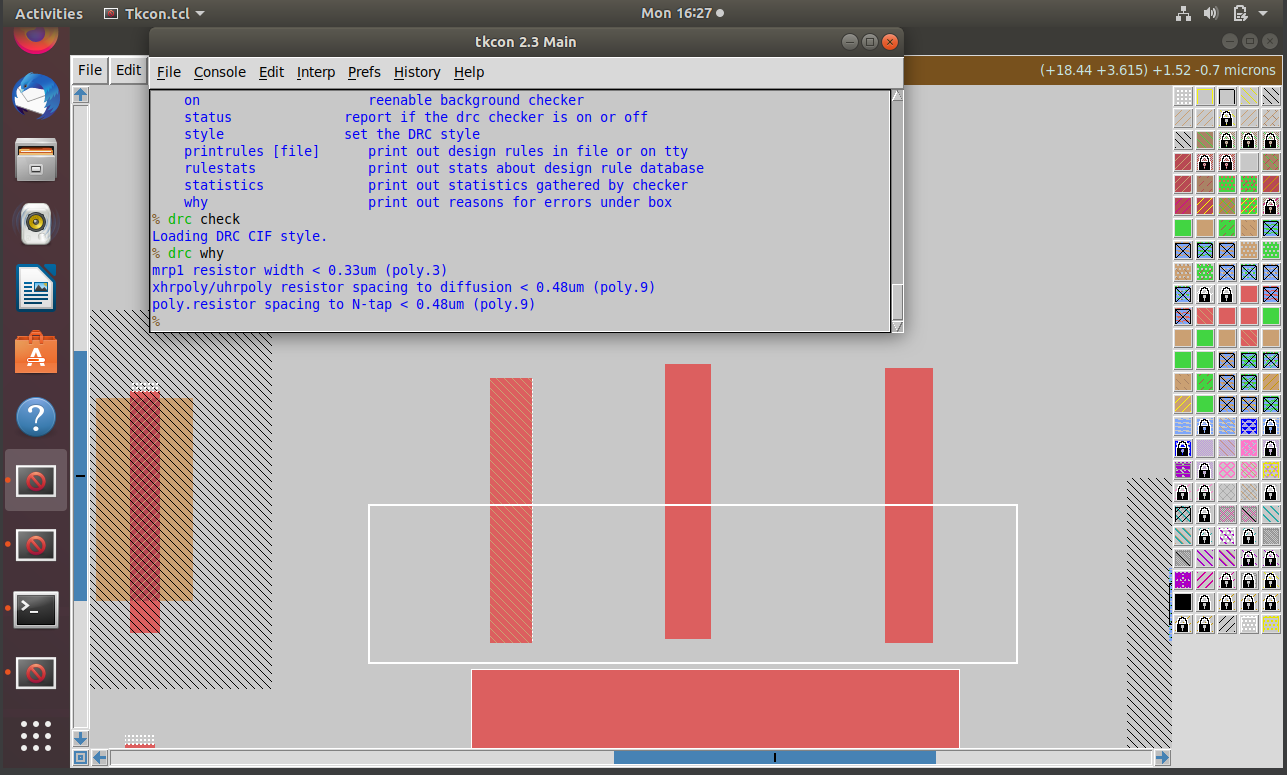 Activities
Tkcon.tcl
Mon 16:27
tkcon 2.3 Main
File Edit
(+18.44 +3.615) +1.52 -0.7 microns
File Console Edit Interp Prefs History Help
on reenable background checker
status report if the drc checker is on or off
style set the DRC style
printrules [file] print out design rules in file or on tty
rulestats print out stats about design rule database
statistics print out statistics gathered by checker
why print out reasons for errors under box
% drc check
Loading DRC CIF style.
% drc why
mrp1 resistor width < 0.33um (poly.3)
xhrpoly/uhrpoly resistor spacing to diffusion < 0.48um (poly.9)
poly.resistor spacing to N-tap < 0.48um (poly.9)
%